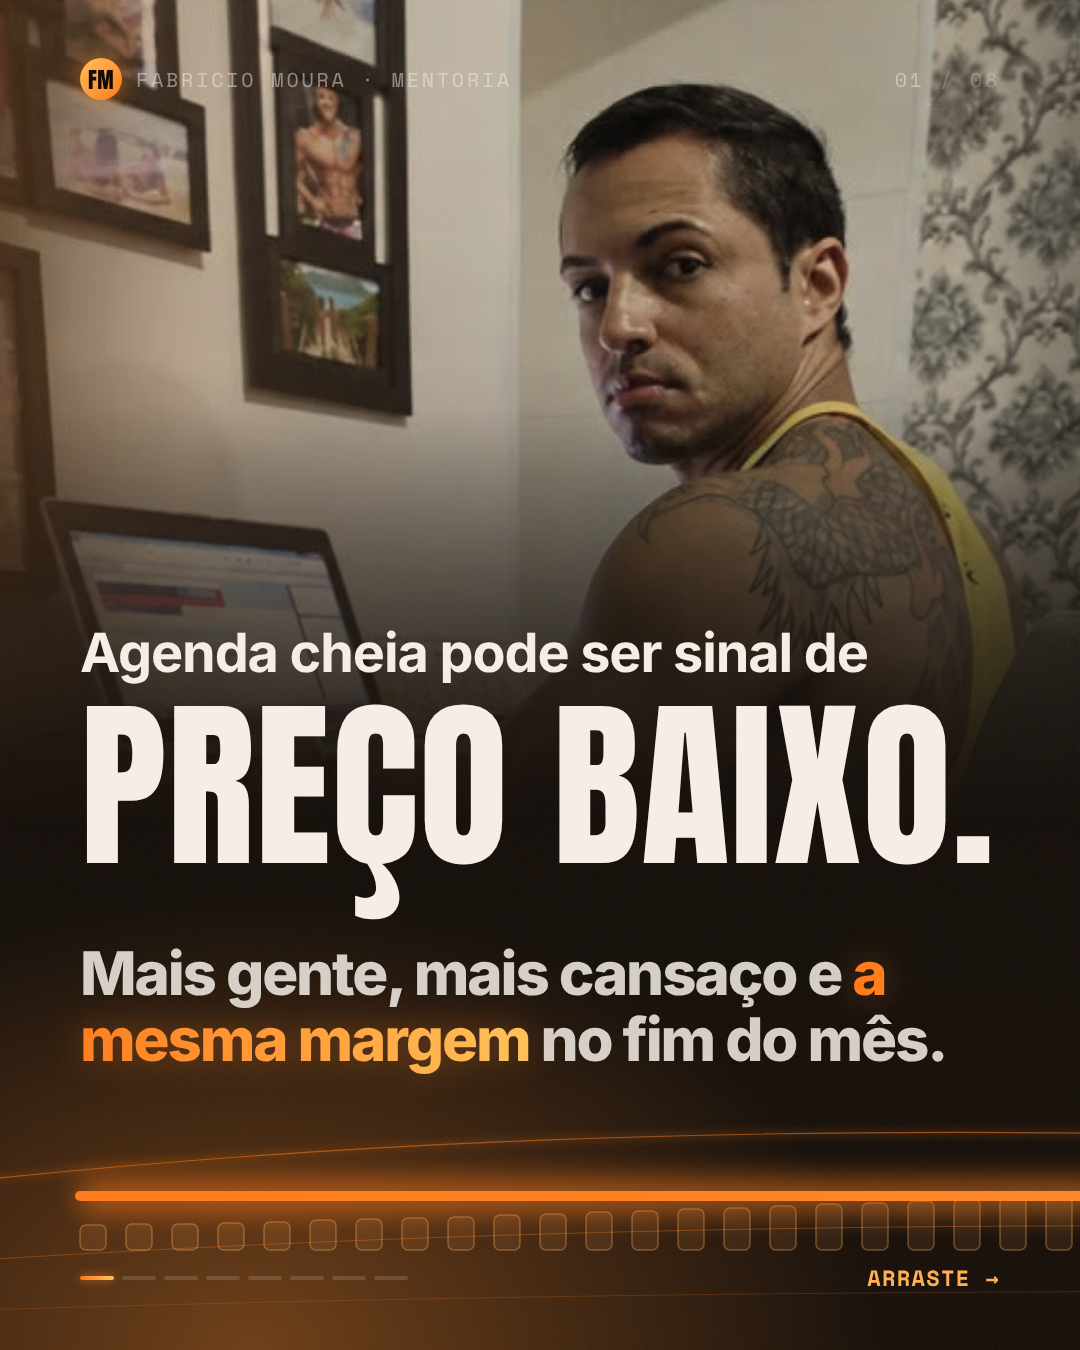 FM FABRICIO MOURA · MENTORIA
01 / 08
Agenda cheia pode ser sinal de
PREÇO BAIXO.
Mais gente, mais cansaço e a
mesma margem no fim do mês.
ARRASTE →